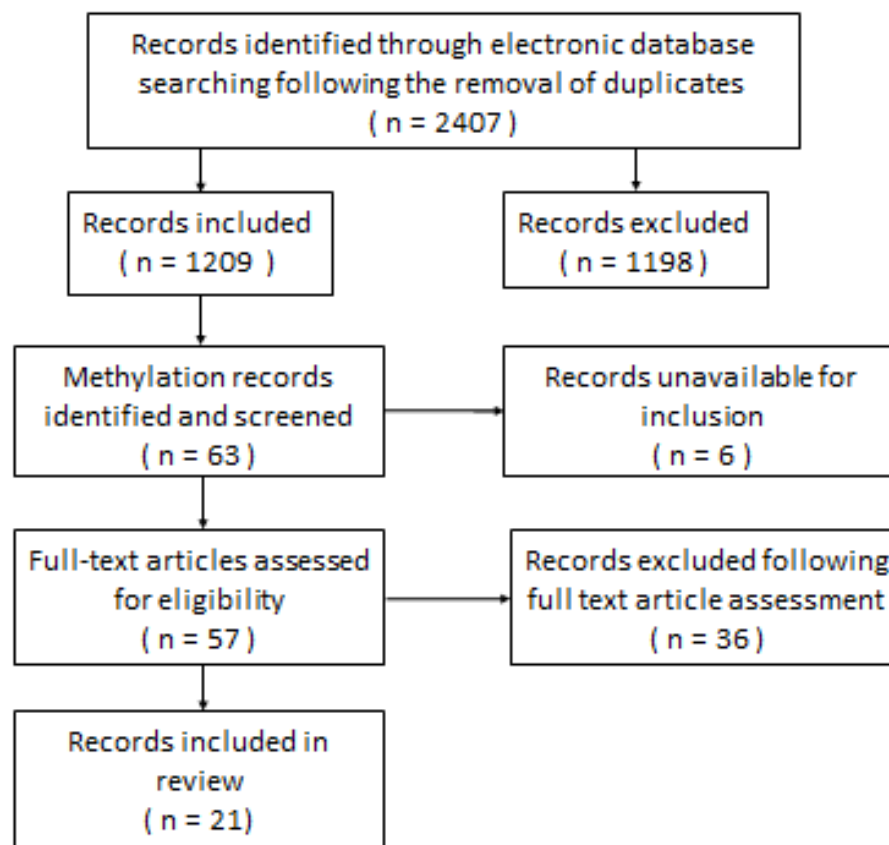 Records identified through electronic database
searching following the removal of duplicates
( n = 2407 )
Records included
( n = 1209 )
Records excluded
( n = 1198 )
Methylation records
identified and screened
( n = 63 )
Records unavailable for
inclusion
( n = 6 )
Full-text articles assessed
for eligibility
( n = 57 )
Records excluded following
full text article assessment
( n = 36 )
Records included in
review
( n = 21)